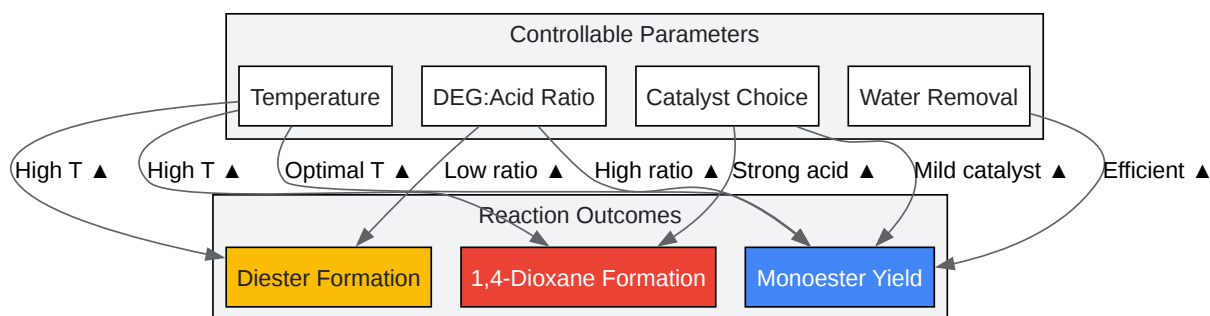 Controllable Parameters
Temperature
DEG:Acid Ratio
Catalyst Choice
Water Removal
High T ▲
High T ▲
Optimal T ▲
Low ratio ▲
High ratio ▲
Strong acid ▲
Mild catalyst ▲
Efficient ▲
Reaction Outcomes
Diester Formation
1,4-Dioxane Formation
Monoester Yield